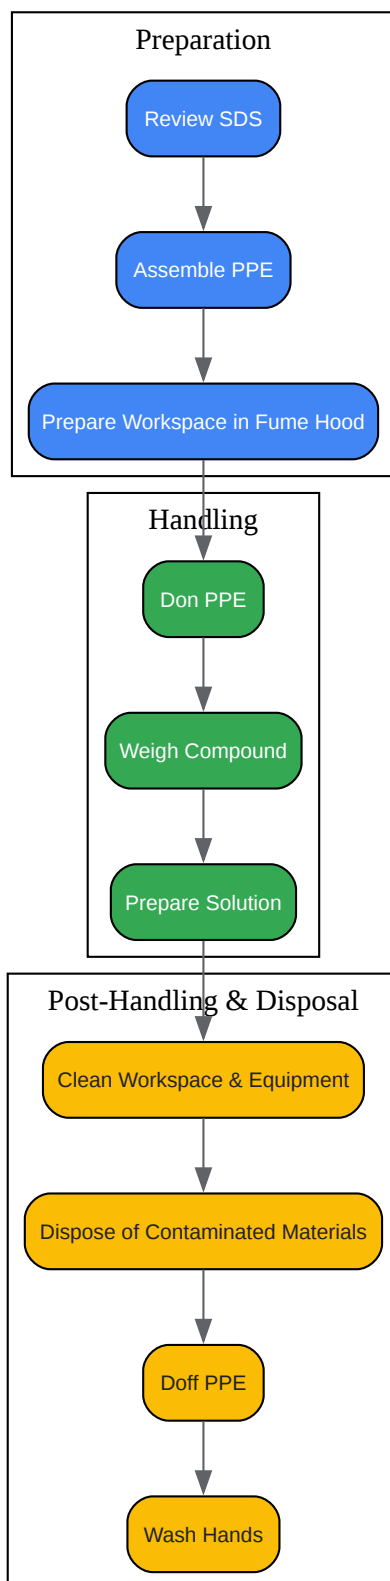 Preparation
Review SDS
Assemble PPE
Prepare Workspace in Fume Hood
Handling
Don PPE
Weigh Compound
Prepare Solution
Post-Handling & Disposal
Clean Workspace & Equipment
Dispose of Contaminated Materials
Doff PPE
Wash Hands